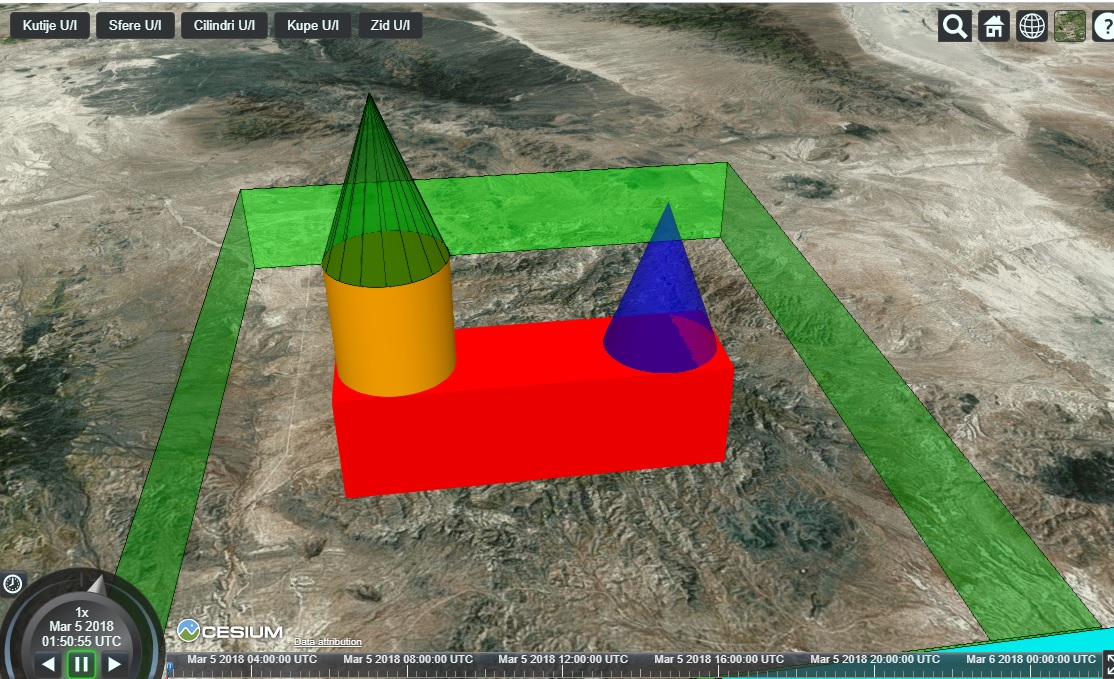 Kutije U/I
Sfere U/I
Cilindri U/I
Kupe U/I
Zid U/I
?
1x
Mar 5 2018
01:50:55 UTC
CESIUM
Data attribution
Mar 5 2018 04:00:00 UTC
Mar 5 2018 08:00:00 UTC
Mar 5 2018 12:00:00 UTC
Mar 5 2018 16:00:00 UTC
Mar 5 2018 20:00:00 UTC
Mar 6 2018 00:00:00 UTC